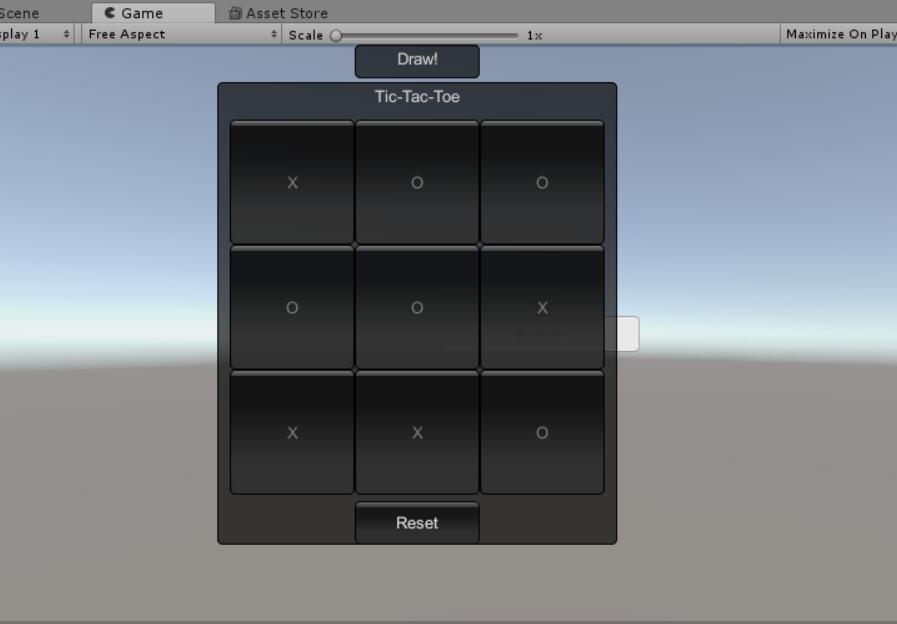 Scene Game Asset Store
splay 1 Free Aspect Scale 1x Maximize On Play
Draw!
Tic-Tac-Toe
X O O
O O X
X X O
Reset